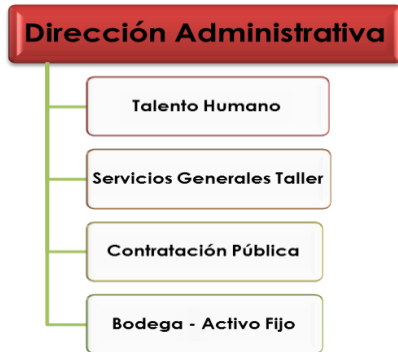 Dirección Administrativa
Talento Humano
Servicios Generales Taller
Contratación Pública
Bodega - Activo Fijo